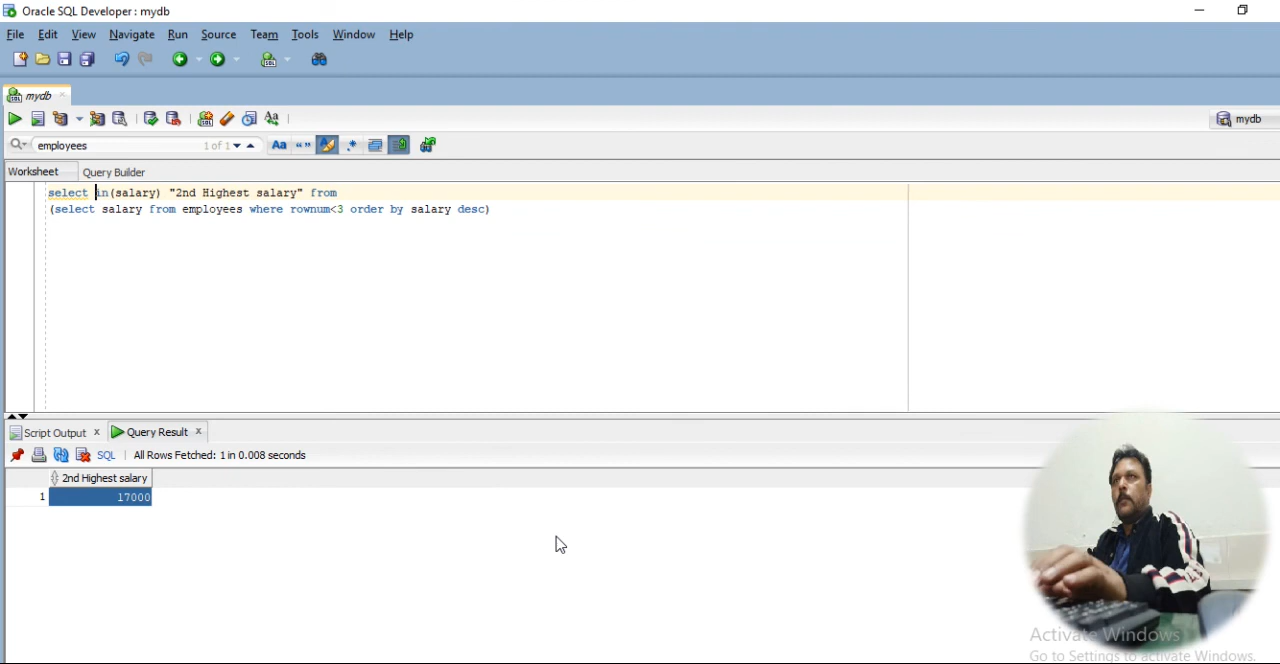 Oracle SQL Developer : mydb
File Edit View Navigate Run Source Team Tools Window Help
mydb
mydb
employees 1 of 1 Aa “ ” .*
Worksheet Query Builder
select in(salary) "2nd Highest salary" from
(select salary from employees where rownum<3 order by salary desc)
Script Output x Query Result x
SQL All Rows Fetched: 1 in 0.008 seconds
2nd Highest salary
1 17000
Activate Windows
Go to Settings to activate Windows.